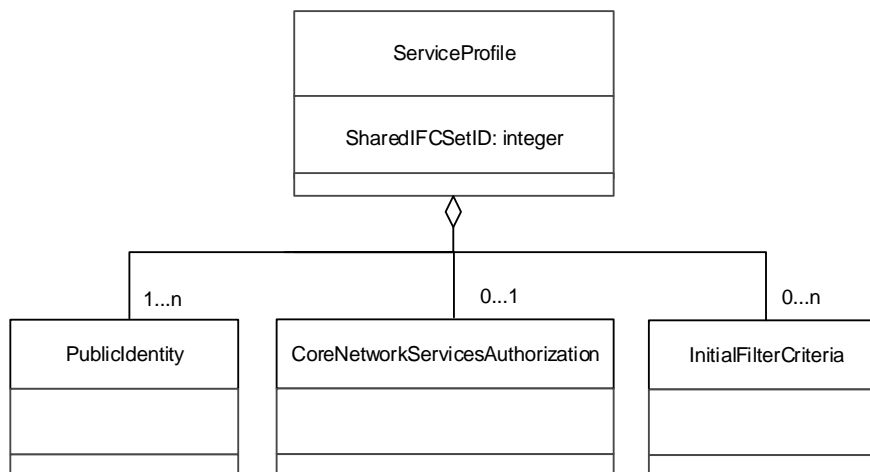 ServiceProfile
SharedIFCSetID: integer
1...n
0...1
0...n
PublicIdentity
CoreNetworkServicesAuthorization
InitialFilterCriteria